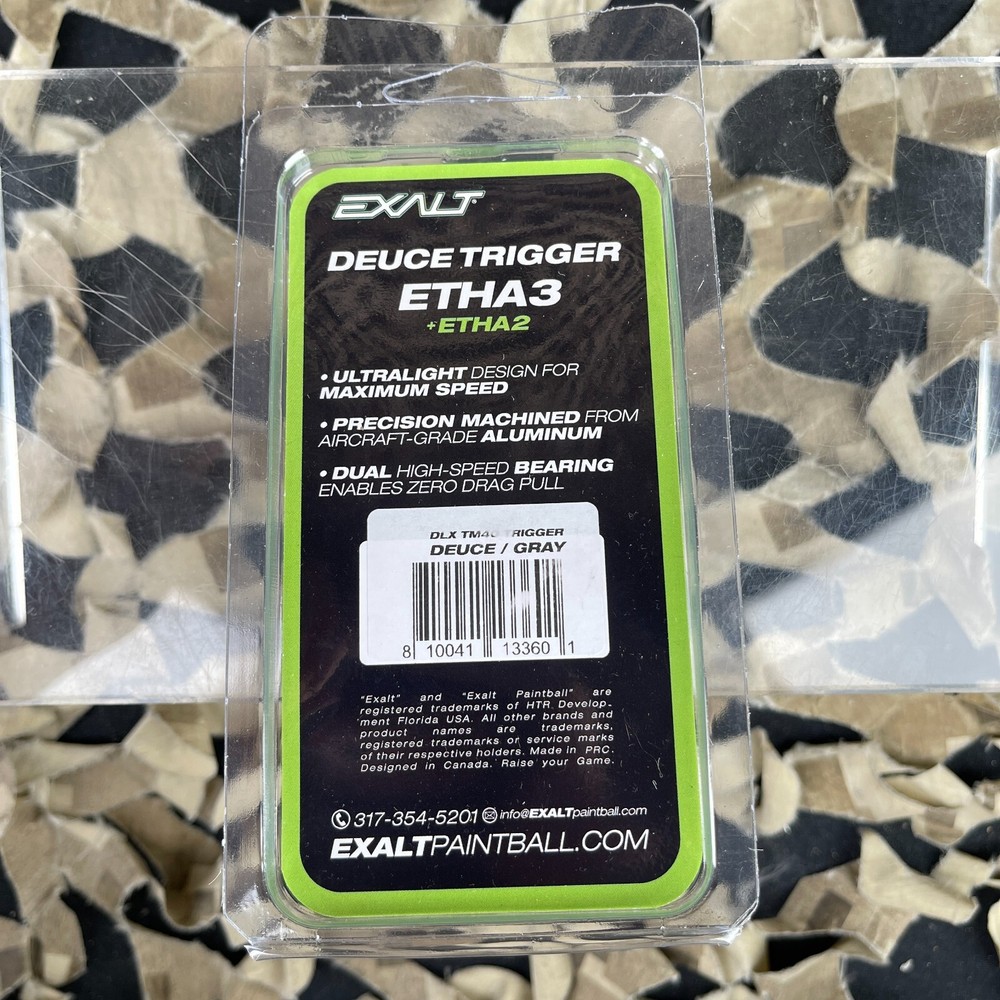 EXALT
DEUCE TRIGGER
ETHA3
+ETHA2
• ULTRALIGHT DESIGN FOR
MAXIMUM SPEED
• PRECISION MACHINED FROM
AIRCRAFT-GRADE ALUMINUM
• DUAL HIGH-SPEED BEARING
ENABLES ZERO DRAG PULL
DLX TM40 TRIGGER
DEUCE / GRAY
8 10041 13360 1
"Exalt" and "Exalt Paintball" are
registered trademarks of HTR Develop-
ment Florida USA. All other brands and
product names are trademarks,
registered trademarks or service marks
of their respective holders. Made in PRC.
Designed in Canada. Raise your Game.
317-354-5201 info@EXALTpaintball.com
EXALTPAINTBALL.COM